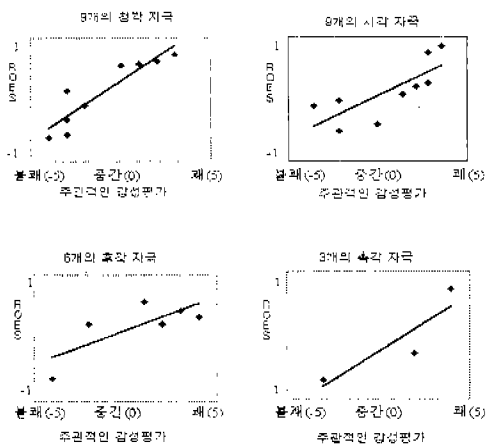 9개의 청각 자극
1
ROES
-1
불쾌(-5) 중간(0) 쾌(5)
주관적인 감성평가
9개의 시각 자극
1
ROES
-1
불쾌(-5) 중간(0) 쾌(5)
주관적인 감성평가
6개의 후각 자극
1
ROES
-1
불쾌(-5) 중간(0) 쾌(5)
주관적인 감성평가
3개의 촉각 자극
1
ROES
1
불쾌(-5) 중간(0) 쾌(5)
주관적인 감성평가